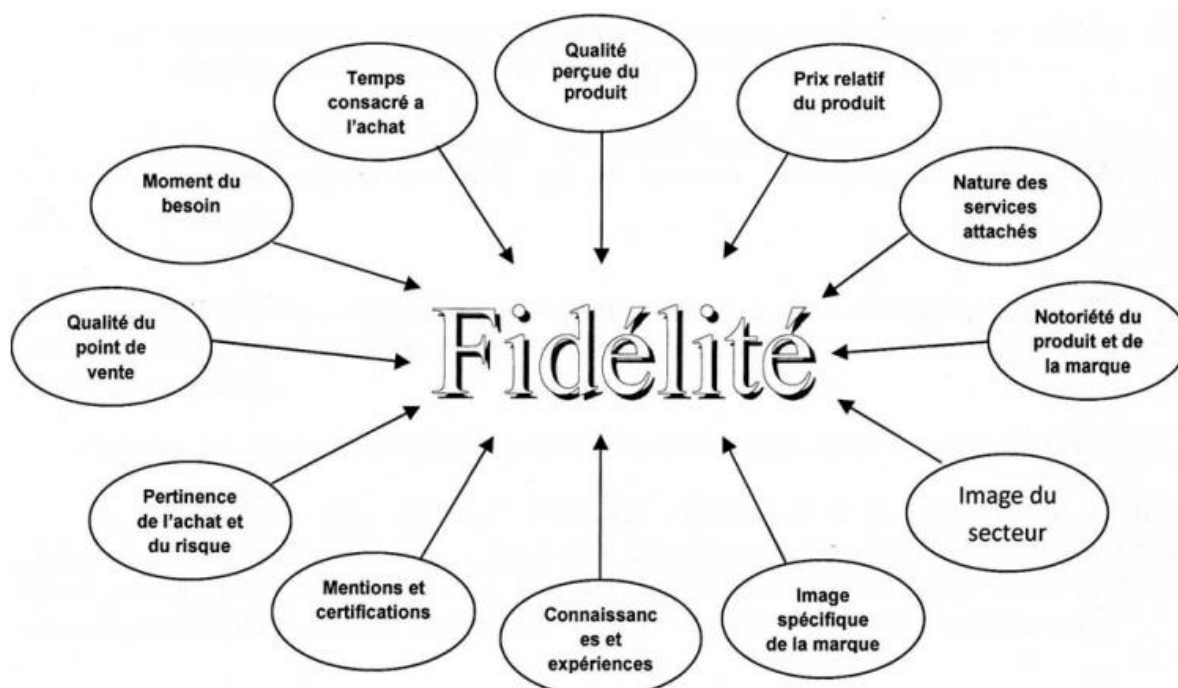 Qualité
perçue du
produit
Prix relatif
du produit
Nature des
services
attachés
Notoriété du
produit et de
la marque
Image du
secteur
Image
spécifique
de la marque
Connaissanc
es et
expériences
Mentions et
certifications
Pertinence
de l'achat et
du risque
Qualité du
point de
vente
Moment du
besoin
Temps
consacré a
l'achat
Fidélité